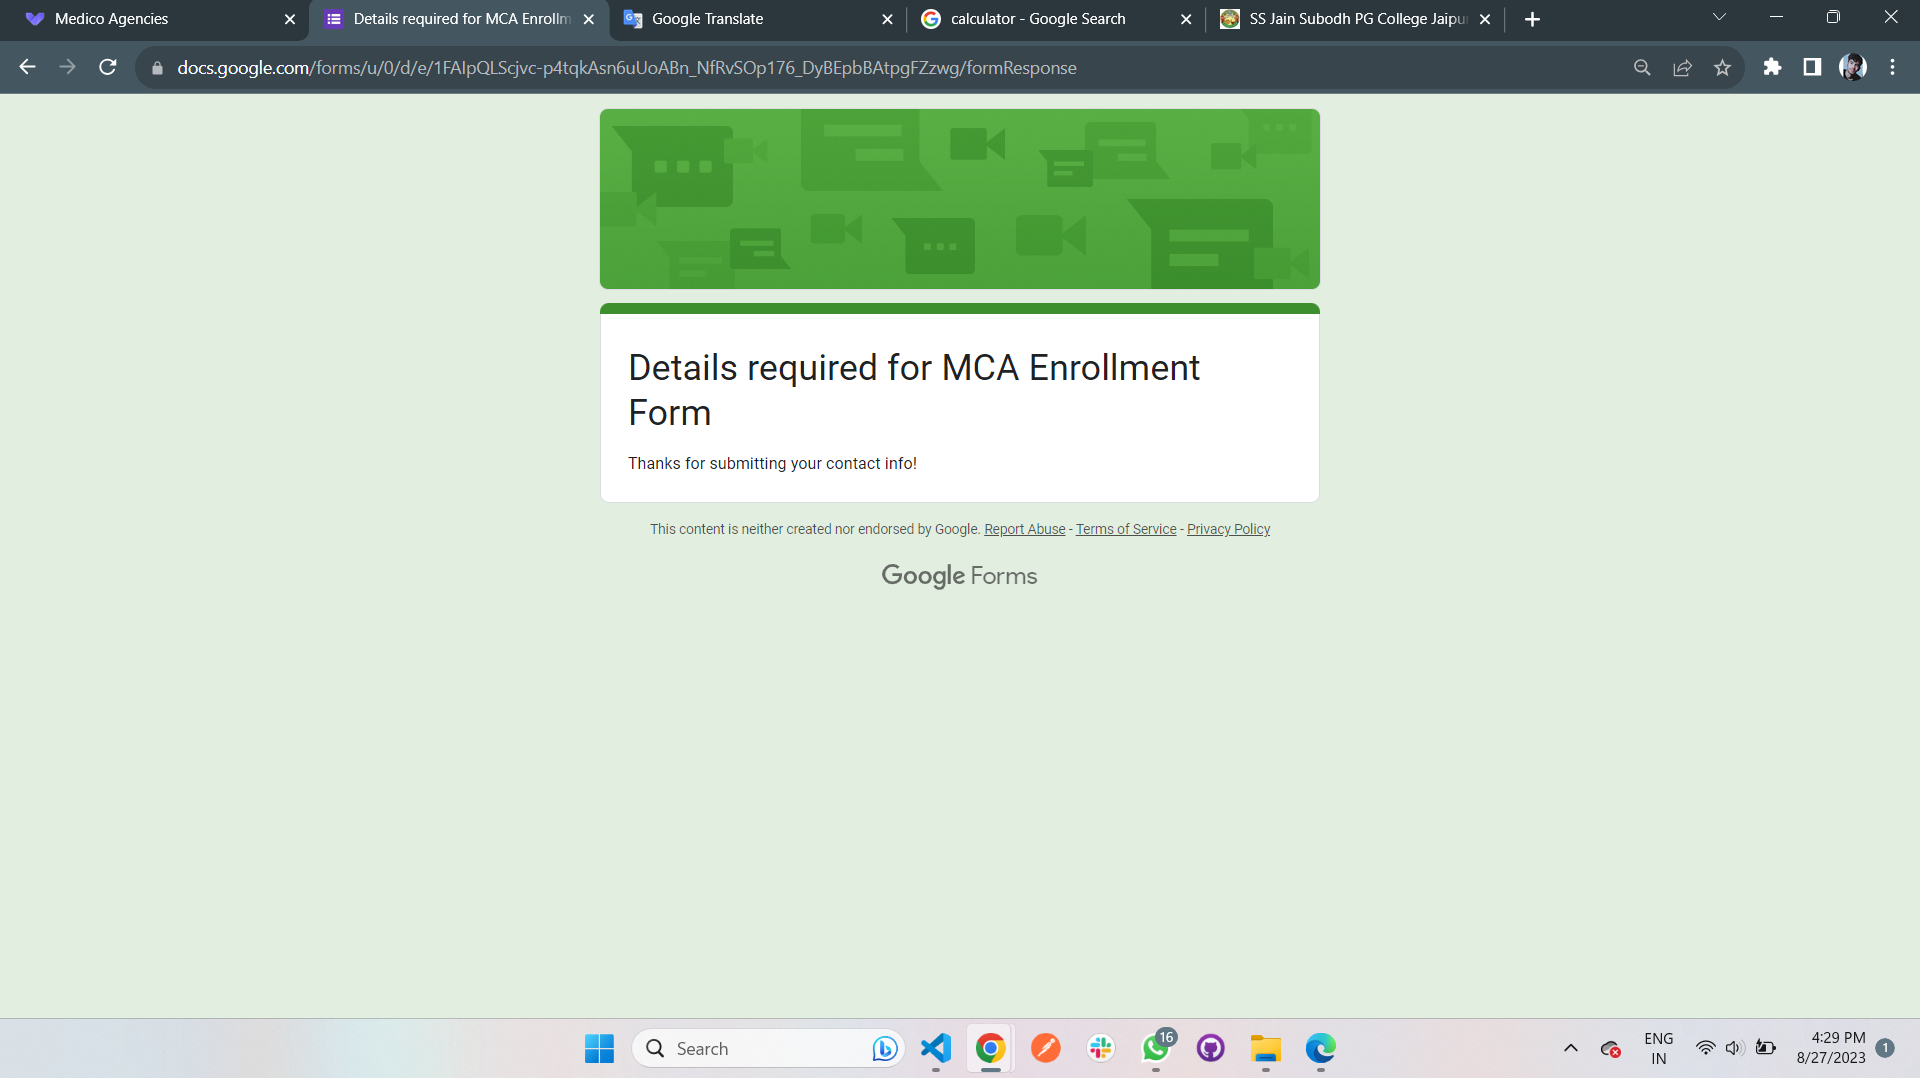 Medico Agencies
Details required for MCA Enrollm
Google Translate
calculator - Google Search
SS Jain Subodh PG College Jaipu
docs.google.com/forms/u/0/d/e/1FAIpQLScjvc-p4tqkAsn6uUoABn_NfRvSOp176_DyBEpbBAtpgFZzwg/formResponse
Details required for MCA Enrollment
Form
Thanks for submitting your contact info!
This content is neither created nor endorsed by Google. Report Abuse - Terms of Service - Privacy Policy
Google Forms
Search
16
ENG
IN
4:29 PM
8/27/2023
1